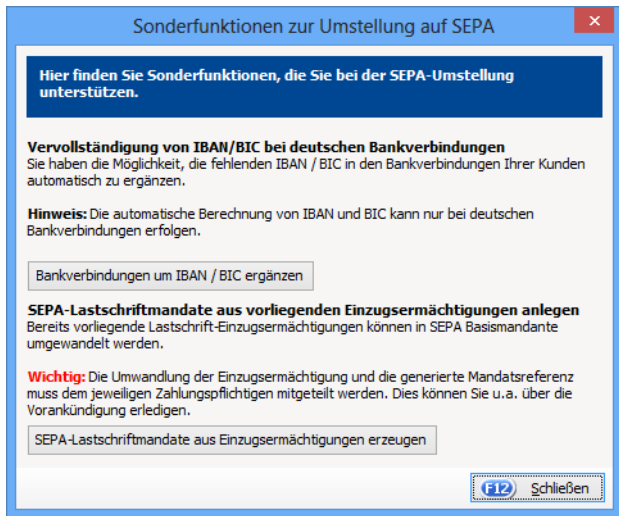 Sonderfunktionen zur Umstellung auf SEPA
Hier finden Sie Sonderfunktionen, die Sie bei der SEPA-Umstellung
unterstützen.
Vervollständigung von IBAN/BIC bei deutschen Bankverbindungen
Sie haben die Möglichkeit, die fehlenden IBAN / BIC in den Bankverbindungen Ihrer Kunden
automatisch zu ergänzen.
Hinweis: Die automatische Berechnung von IBAN und BIC kann nur bei deutschen
Bankverbindungen erfolgen.
Bankverbindungen um IBAN / BIC ergänzen
SEPA-Lastschriftmandate aus vorliegenden Einzugsermächtigungen anlegen
Bereits vorliegende Lastschrift-Einzugsermächtigungen können in SEPA Basismandante
umgewandelt werden.
Wichtig: Die Umwandlung der Einzugsermächtigung und die generierte Mandatsreferenz
muss dem jeweiligen Zahlungspflichtigen mitgeteilt werden. Dies können Sie u.a. über die
Vorankündigung erledigen.
SEPA-Lastschriftmandate aus Einzugsermächtigungen erzeugen
F12 Schließen